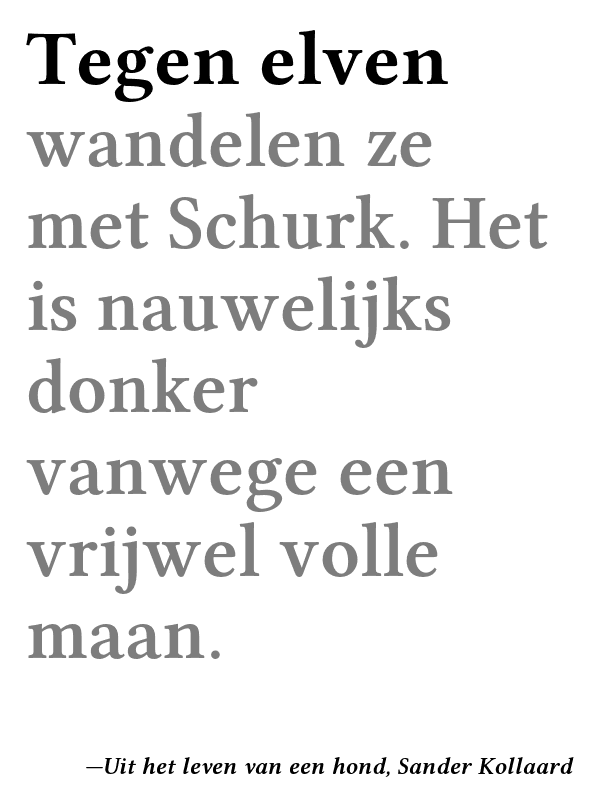 Tegen elven
wandelen ze
met Schurk. Het
is nauwelijks
donker
vanwege een
vrijwel volle
maan.
—Uit het leven van een hond, Sander Kollaard